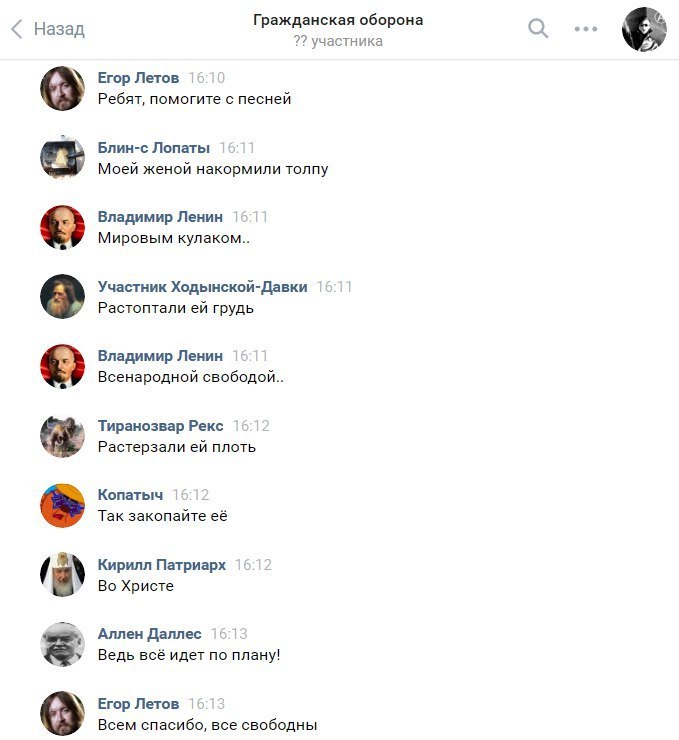 Назад
Гражданская оборона
?? участника
Егор Летов 16:10
Ребят, помогите с песней
Блин-с Лопаты 16:11
Моей женой накормили толпу
Владимир Ленин 16:11
Мировым кулаком..
Участник Ходынской-Давки 16:11
Растоптали ей грудь
Владимир Ленин 16:11
Всенародной свободой..
Тиранозвар Рекс 16:12
Растерзали ей плоть
Копатыч 16:12
Так закопайте её
Кирилл Патриарх 16:12
Во Христе
Аллен Даллес 16:13
Ведь всё идет по плану!
Егор Летов 16:13
Всем спасибо, все свободны